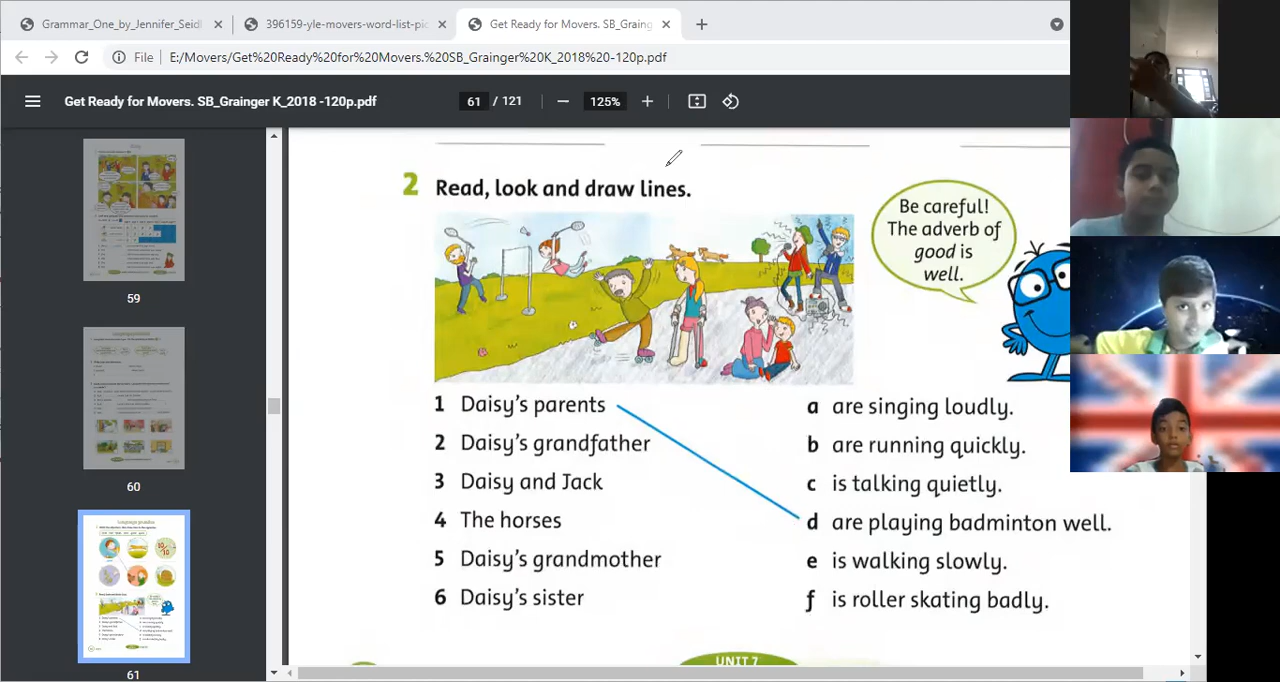 Grammar_One_by_Jennifer_Seidl
396159-yle-movers-word-list-pic
Get Ready for Movers. SB_Grainger
File
E:/Movers/Get%20Ready%20for%20Movers.%20SB_Grainger%20K_2018%20-120p.pdf
Get Ready for Movers. SB_Grainger K_2018 -120p.pdf
61 / 121
125%
59
60
61
2 Read, look and draw lines.
Be careful!
The adverb of
good is
well.
1 Daisy's parents
2 Daisy's grandfather
3 Daisy and Jack
4 The horses
5 Daisy's grandmother
6 Daisy's sister
a are singing loudly.
b are running quickly.
c is talking quietly.
d are playing badminton well.
e is walking slowly.
f is roller skating badly.
UNIT 7